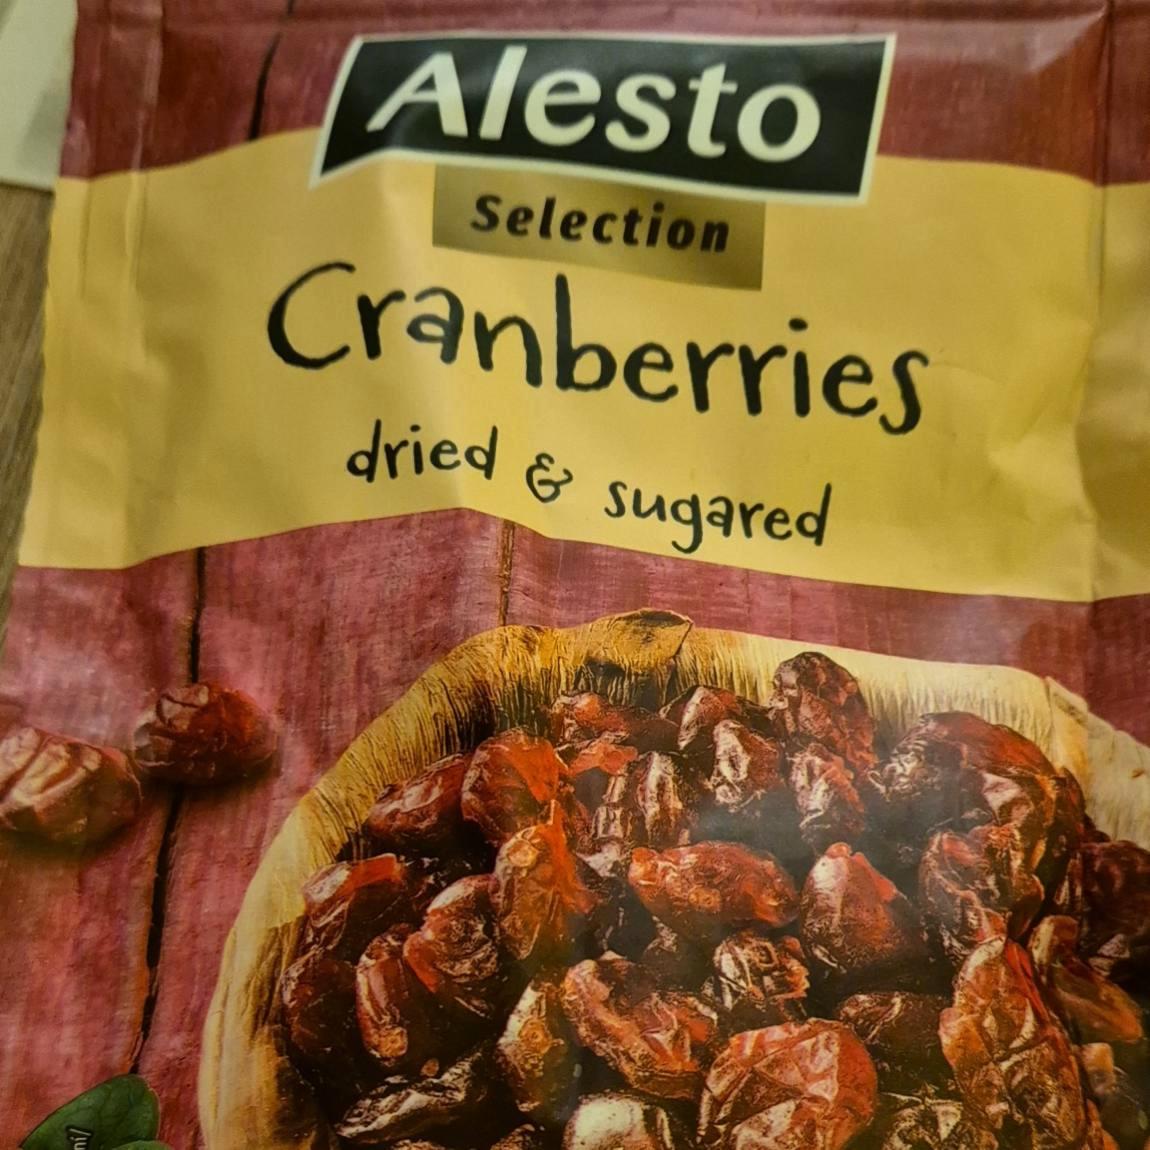 Alesto
Selection
Cranberries
dried & sugared